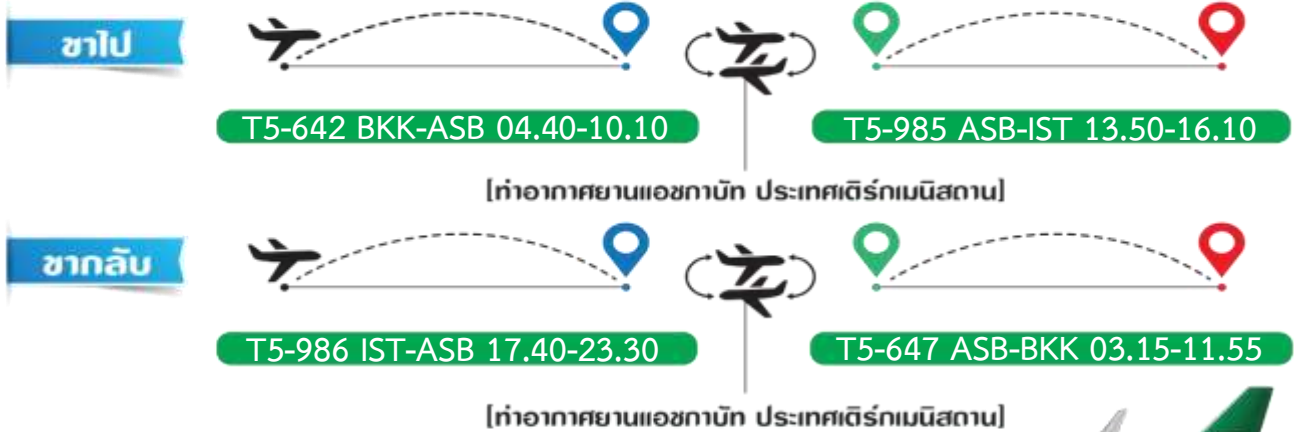 ขาไป
T5-642 BKK-ASB 04.40-10.10
T5-985 ASB-IST 13.50-16.10
[ท่าอากาศยานแอชกาบัท ประเทศเติร์กเมนิสถาน]
ขากลับ
T5-986 IST-ASB 17.40-23.30
T5-647 ASB-BKK 03.15-11.55
[ท่าอากาศยานแอชกาบัท ประเทศเติร์กเมนิสถาน]